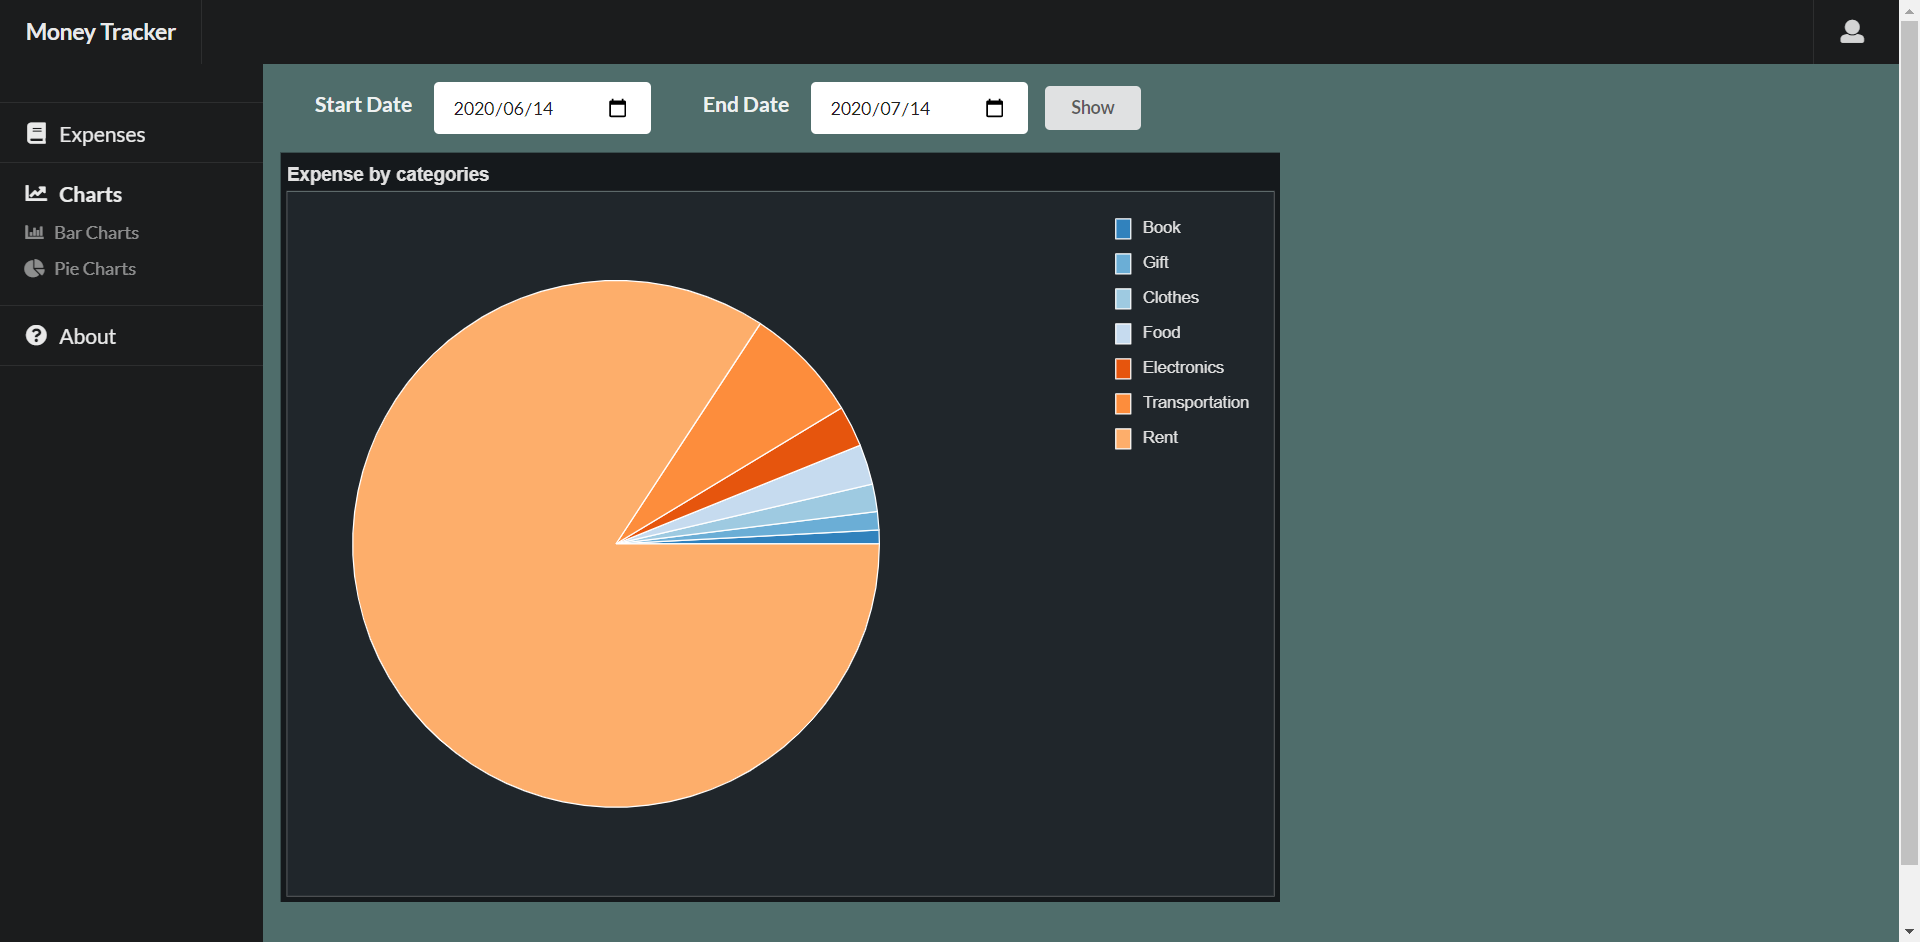 Money Tracker
Start Date 2020/06/14 End Date 2020/07/14 Show
Expenses
Charts
Bar Charts
Pie Charts
About
Expense by categories
Book
Gift
Clothes
Food
Electronics
Transportation
Rent